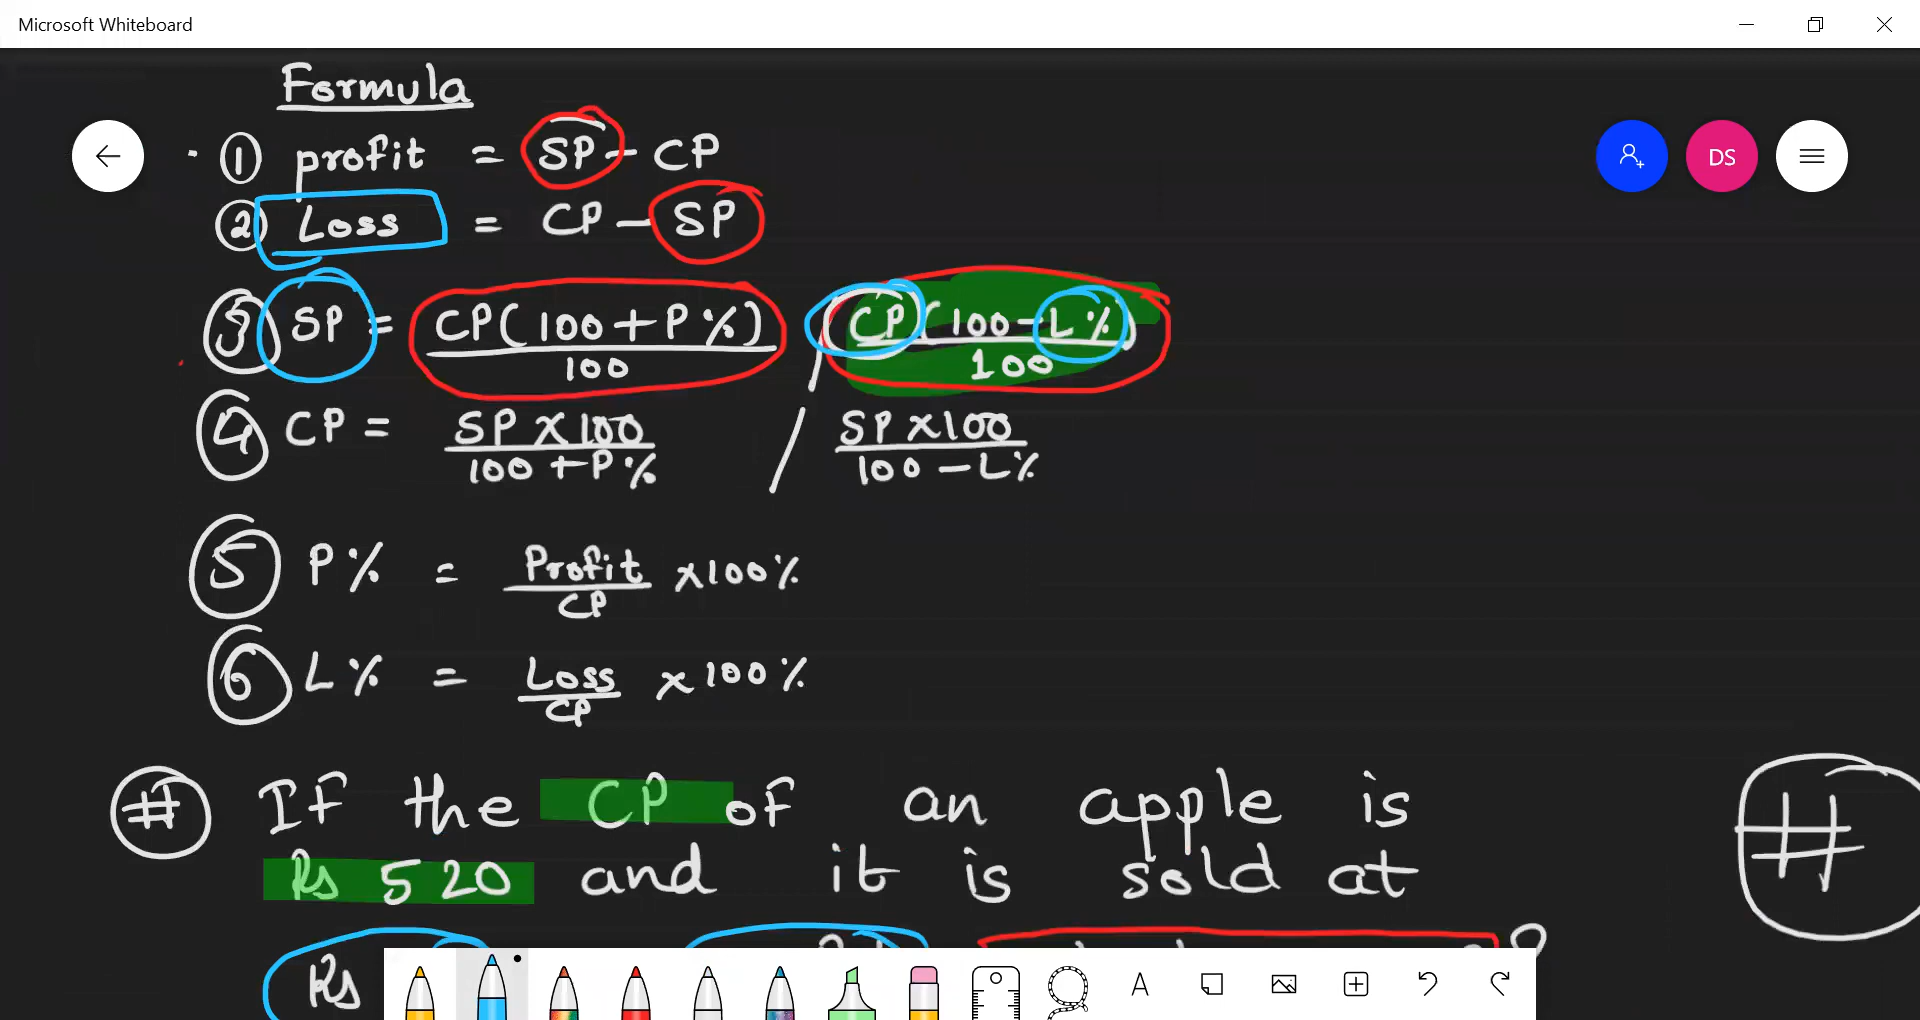 Microsoft Whiteboard
Formula
① profit = SP - CP
② Loss = CP - SP
③ SP = CP(100 + P%) / 100 / CP(100 - L%) / 100
④ CP = SP × 100 / 100 + P% / SP × 100 / 100 - L%
⑤ P% = Profit / CP × 100%
⑥ L% = Loss / CP × 100%
# If the CP of an apple is
Rs 520 and it is sold at
Rs
DS
#
A